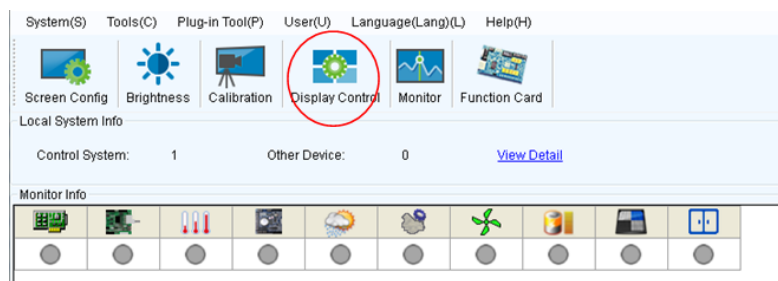 System(S) Tools(C) Plug-in Tool(P) User(U) Language(Lang)(L) Help(H)
Screen Config Brightness Calibration Display Control Monitor Function Card
Local System Info
Control System: 1 Other Device: 0 View Detail
Monitor Info